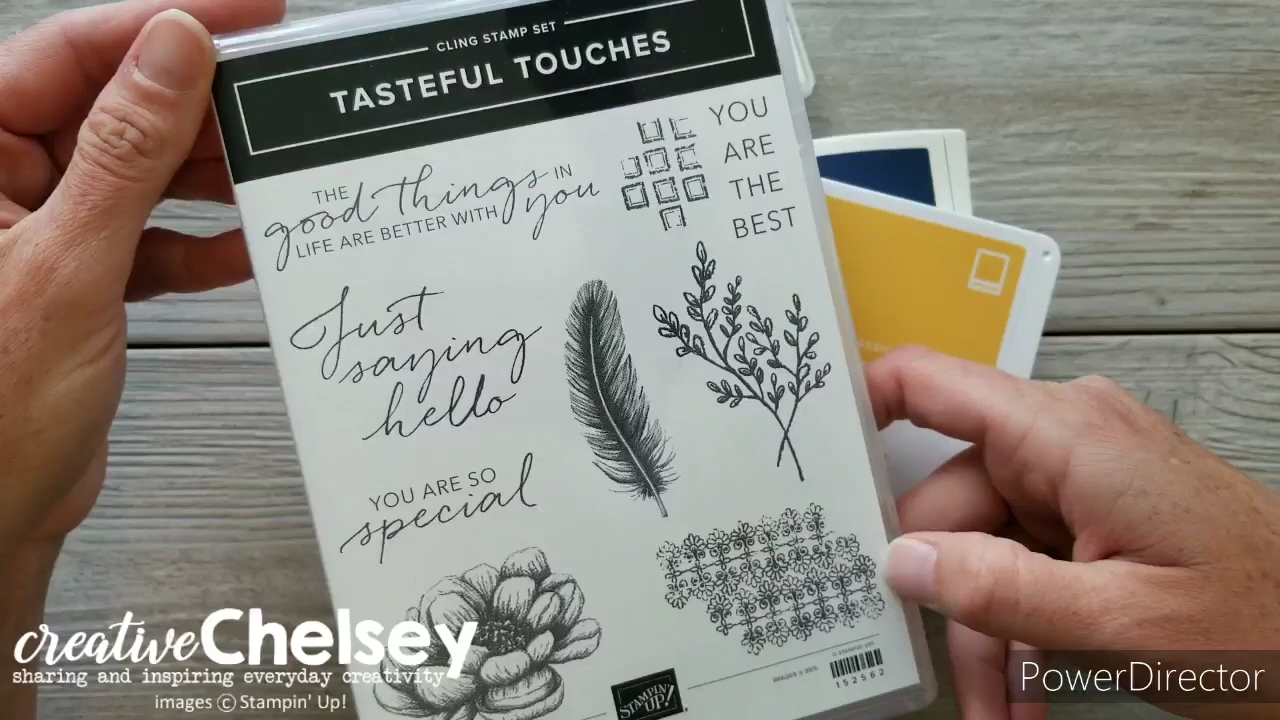 CLING STAMP SET
TASTEFUL TOUCHES
THE
good things IN
you
LIFE ARE BETTER WITH
YOU
ARE
THE
BEST
Just
saying
hello
YOU ARE SO
special
STAMPIN' UP!
152562
creativeChelsey
sharing and inspiring everyday creativity
images © Stampin' Up!
PowerDirector